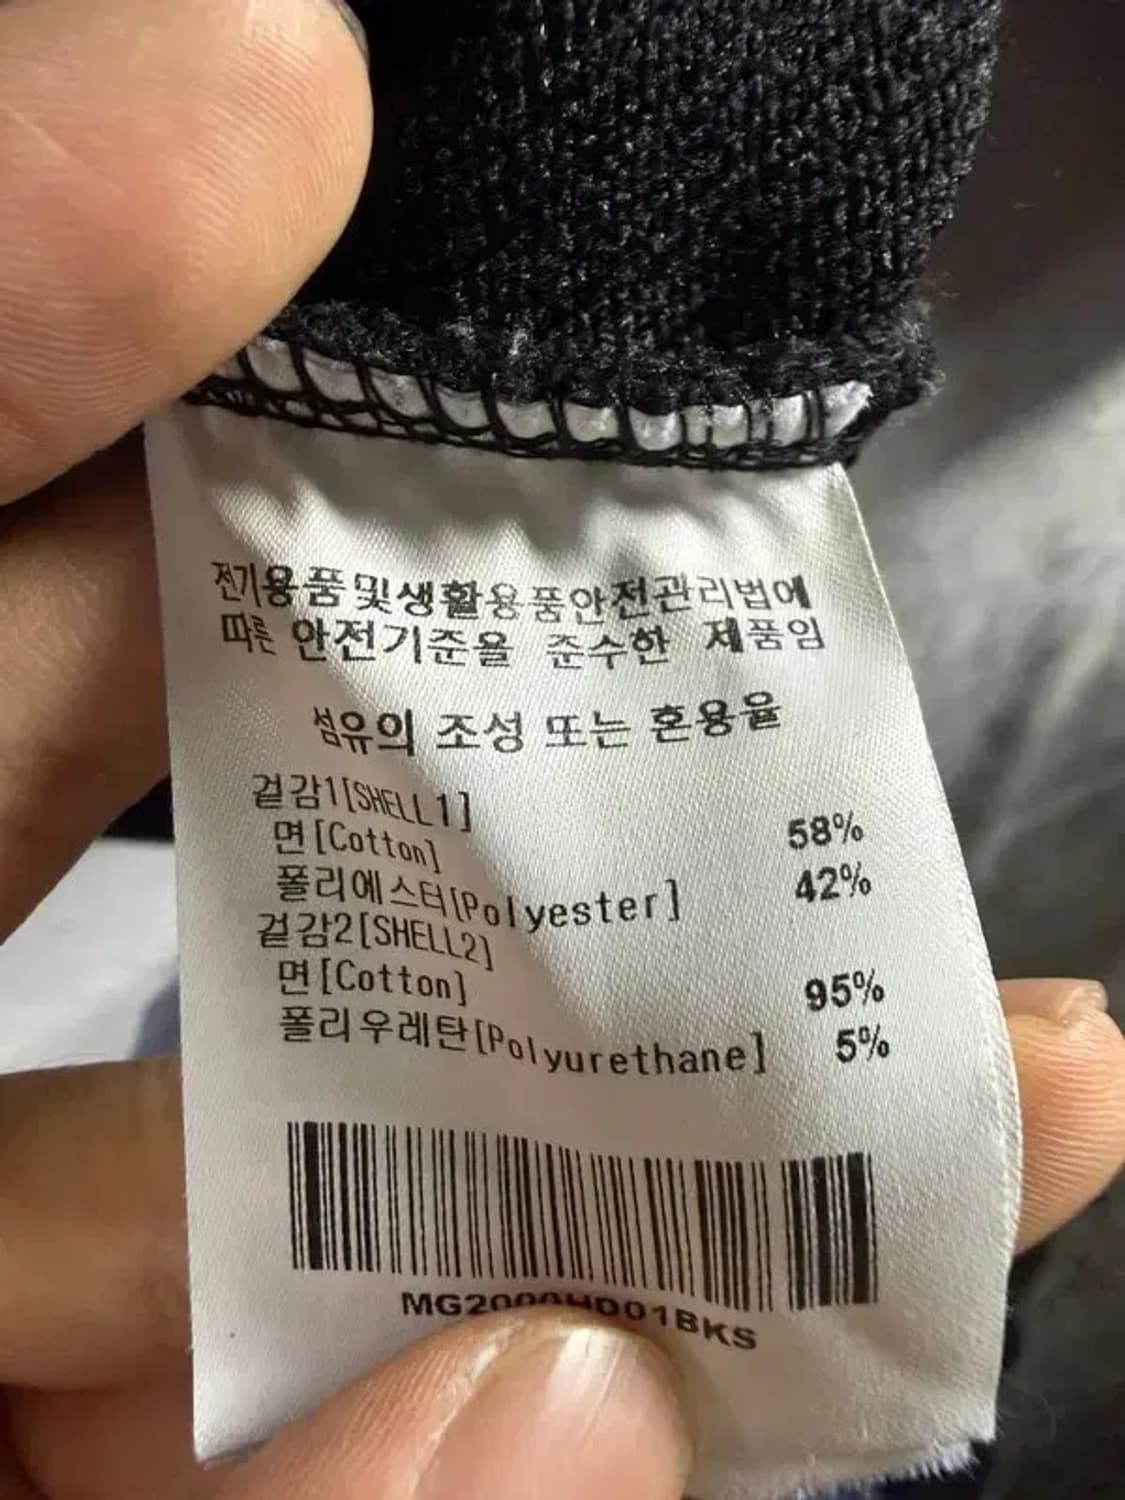 전기용품및생활용품안전관리법에
따른 안전기준을 준수한 제품임
섬유의 조성 또는 혼용율
겉감1[SHELL1]
면[Cotton] 58%
폴리에스터[Polyester] 42%
겉감2[SHELL2]
면[Cotton] 95%
폴리우레탄[Polyurethane] 5%